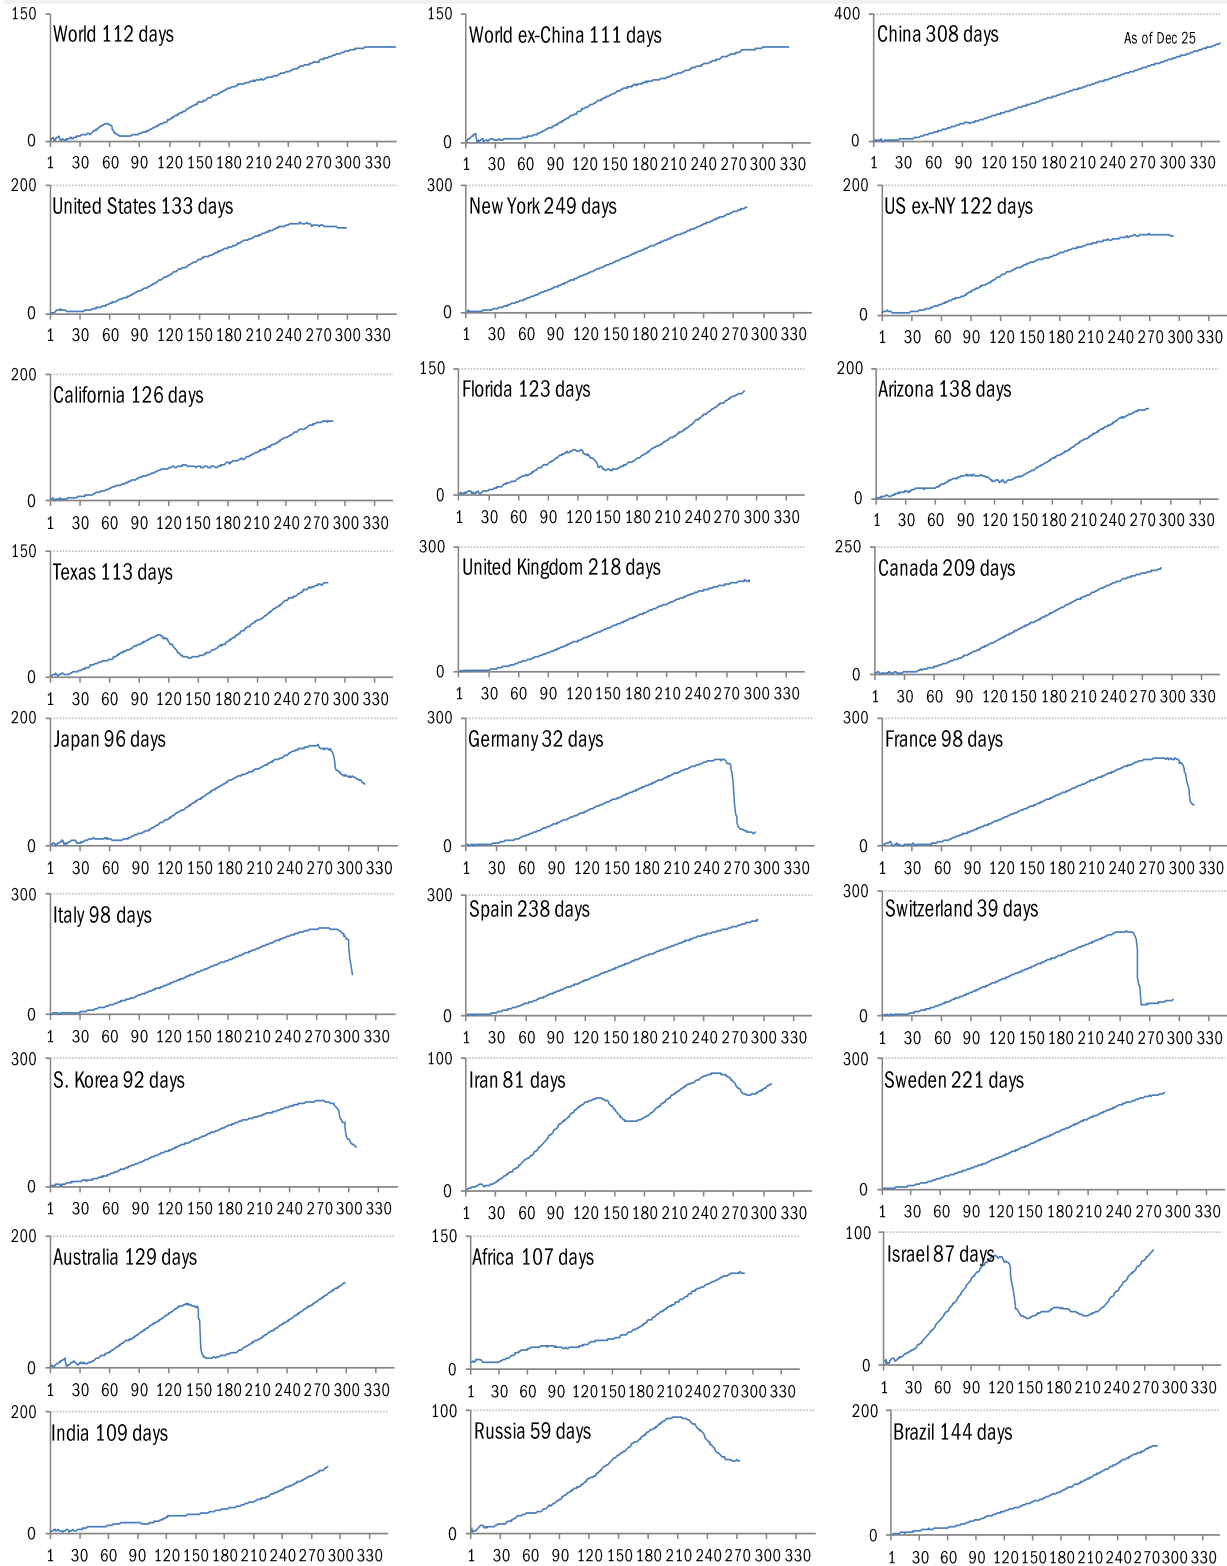 150
World 112 days
0
1 30 60 90 120 150 180 210 240 270 300 330
150
World ex-China 111 days
0
1 30 60 90 120 150 180 210 240 270 300 330
400
China 308 days
As of Dec 25
0
1 30 60 90 120 150 180 210 240 270 300 330
200
United States 133 days
0
1 30 60 90 120 150 180 210 240 270 300 330
300
New York 249 days
0
1 30 60 90 120 150 180 210 240 270 300 330
200
US ex-NY 122 days
0
1 30 60 90 120 150 180 210 240 270 300 330
200
California 126 days
0
1 30 60 90 120 150 180 210 240 270 300 330
150
Florida 123 days
0
1 30 60 90 120 150 180 210 240 270 300 330
200
Arizona 138 days
0
1 30 60 90 120 150 180 210 240 270 300 330
150
Texas 113 days
0
1 30 60 90 120 150 180 210 240 270 300 330
300
United Kingdom 218 days
0
1 30 60 90 120 150 180 210 240 270 300 330
250
Canada 209 days
0
1 30 60 90 120 150 180 210 240 270 300 330
200
Japan 96 days
0
1 30 60 90 120 150 180 210 240 270 300 330
300
Germany 32 days
0
1 30 60 90 120 150 180 210 240 270 300 330
300
France 98 days
0
1 30 60 90 120 150 180 210 240 270 300 330
300
Italy 98 days
0
1 30 60 90 120 150 180 210 240 270 300 330
300
Spain 238 days
0
1 30 60 90 120 150 180 210 240 270 300 330
300
Switzerland 39 days
0
1 30 60 90 120 150 180 210 240 270 300 330
300
S. Korea 92 days
0
1 30 60 90 120 150 180 210 240 270 300 330
100
Iran 81 days
0
1 30 60 90 120 150 180 210 240 270 300 330
300
Sweden 221 days
0
1 30 60 90 120 150 180 210 240 270 300 330
200
Australia 129 days
0
1 30 60 90 120 150 180 210 240 270 300 330
150
Africa 107 days
0
1 30 60 90 120 150 180 210 240 270 300 330
100
Israel 87 days
0
1 30 60 90 120 150 180 210 240 270 300 330
200
India 109 days
0
1 30 60 90 120 150 180 210 240 270 300 330
100
Russia 59 days
0
1 30 60 90 120 150 180 210 240 270 300 330
200
Brazil 144 days
0
1 30 60 90 120 150 180 210 240 270 300 330